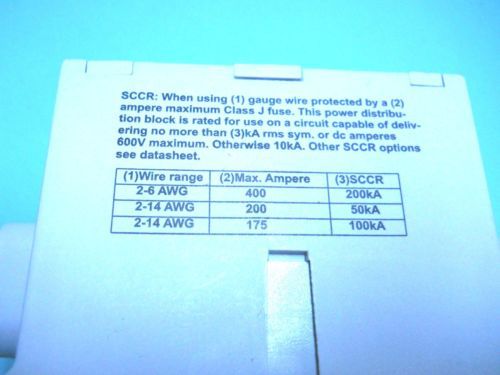 SCCR: When using (1) gauge wire protected by a (2)
ampere maximum Class J fuse. This power distribu-
tion block is rated for use on a circuit capable of deliv-
ering no more than (3)kA rms sym. or dc amperes
600V maximum. Otherwise 10kA. Other SCCR options
see datasheet.
(1)Wire range (2)Max. Ampere (3)SCCR
2-6 AWG 400 200kA
2-14 AWG 200 50kA
2-14 AWG 175 100kA